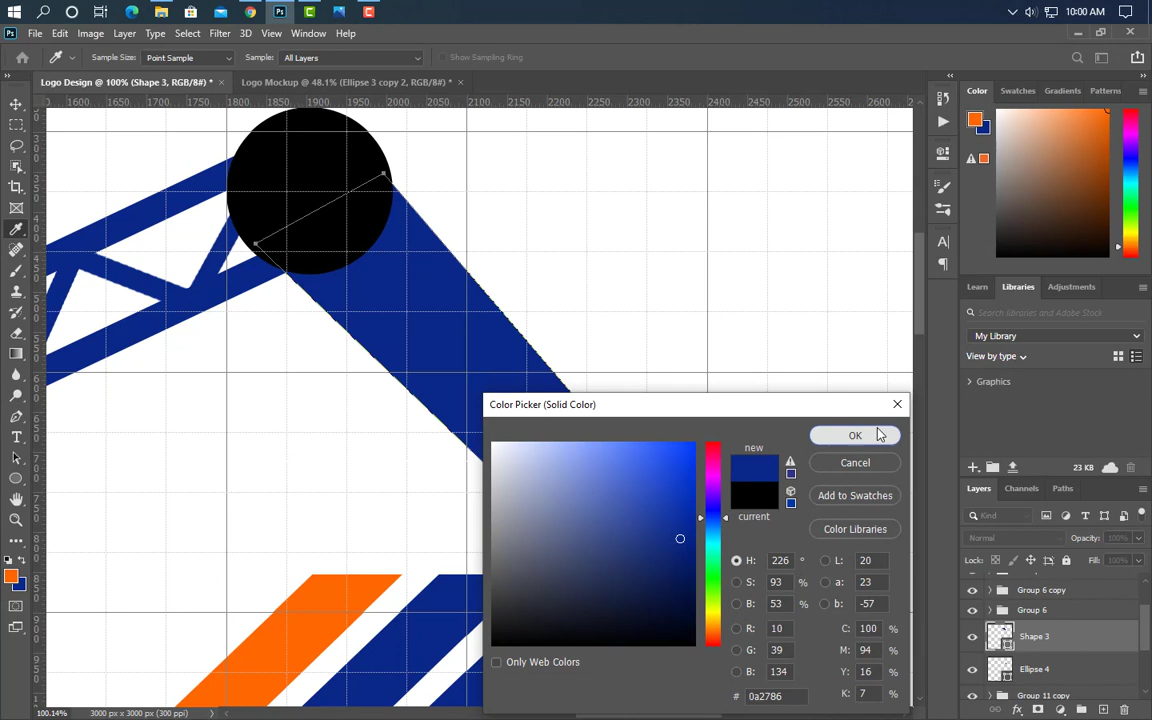 10:00 AM
Ps File Edit Image Layer Type Select Filter 3D View Window Help
Sample Size: Point Sample Sample: All Layers Show Sampling Ring
Logo Design @ 100% (Shape 3, RGB/8#) * × Logo Mockup @ 48.1% (Ellipse 3 copy 2, RGB/8#) * ×
1600 1650 1700 1750 1800 1850 1900 1950 2000 2050 2100 2150 2200 2250 2300 2350 2400 2450 2500 2550 2600
Color Swatches Gradients Patterns
Learn Libraries Adjustments
Search libraries and Adobe Stock
My Library
View by type
Graphics
23 KB
Layers Channels Paths
Kind
Normal Opacity: 100%
Lock: Fill: 100%
Group 6 copy
Group 6
Shape 3
Ellipse 4
Group 11 copy
Color Picker (Solid Color)
new
current
OK
Cancel
Add to Swatches
Color Libraries
H: 226 ° L: 20
S: 93 % a: 23
B: 53 % b: -57
R: 10 C: 100 %
G: 39 M: 94 %
B: 134 Y: 16 %
# 0a2786 K: 7 %
Only Web Colors
100.14% 3000 px x 3000 px (300 ppi)